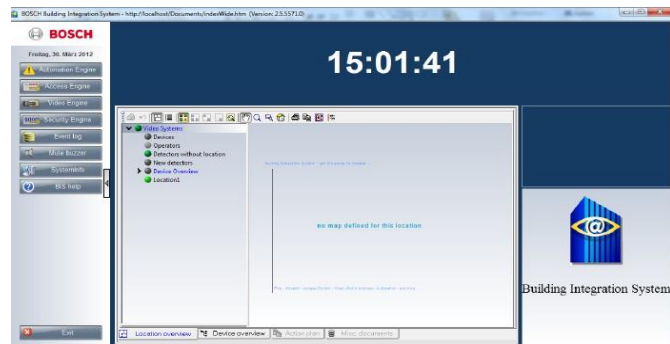 BOSCH Building Integration System - http://localhost/Documents/indexWide.htm (Version: 2.5.5571.0)
BOSCH
Freitag, 30. März 2012
15:01:41
Automation Engine
Access Engine
Video Engine
Security Engine
Event log
Mute buzzer
Systeminfo
BIS help
Exit
Video Systems
Devices
Operators
Detectors without location
New detectors
Device Overview
Location1
no map defined for this location
Building Integration System
Location overview
Device overview
Action plan
Misc documents